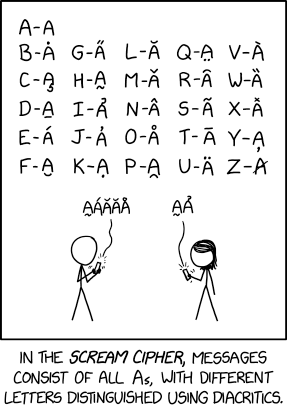 A-A
B-Ȧ G-A̋ L-Ă Q-A̤ V-À
C-A̧ H-A̰ M-Ǎ R-Ȃ W-Ȁ
D-A̱ I-Ả N-Â S-Ã X-A̽
E-Á J-A̓ O-Å T-Ā Y-A̦
F-A̮ K-Ạ P-A̯ U-Ä Z-Ⱥ
A̰ÁĂĂÅ A̰Ả
IN THE SCREAM CIPHER, MESSAGES
CONSIST OF ALL As, WITH DIFFERENT
LETTERS DISTINGUISHED USING DIACRITICS.